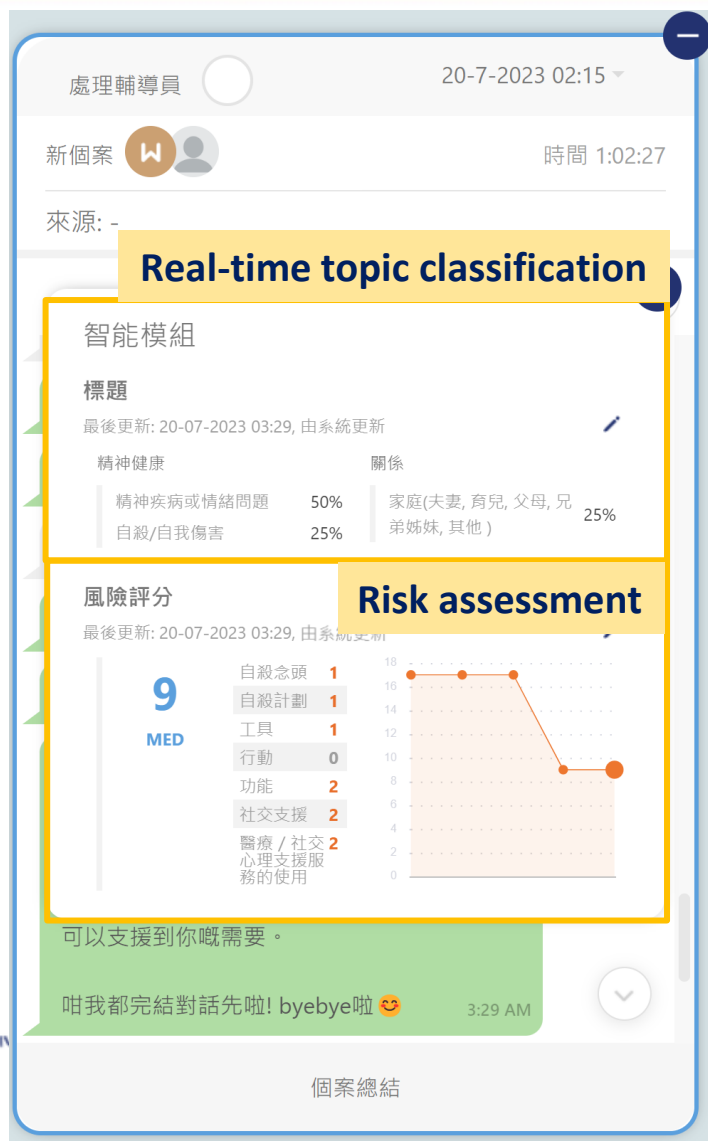 處理輔導員
20-7-2023 02:15
新個案
W
時間 1:02:27
來源: -
Real-time topic classification
智能模組
標題
最後更新: 20-07-2023 03:29, 由系統更新
精神健康
關係
精神疾病或情緒問題 50%
自殺/自我傷害 25%
家庭(夫妻, 育兒, 父母, 兄
弟姊妹, 其他 )
25%
風險評分
Risk assessment
最後更新: 20-07-2023 03:29, 由系統更新
9
MED
自殺念頭 1
自殺計劃 1
工具 1
行動 0
功能 2
社交支援 2
醫療 / 社交 2
心理支援服
務的使用
18
16
14
12
10
8
6
4
2
0
可以支援到你嘅需要。
咁我都完結對話先啦! byebye啦😊
3:29 AM
個案總結